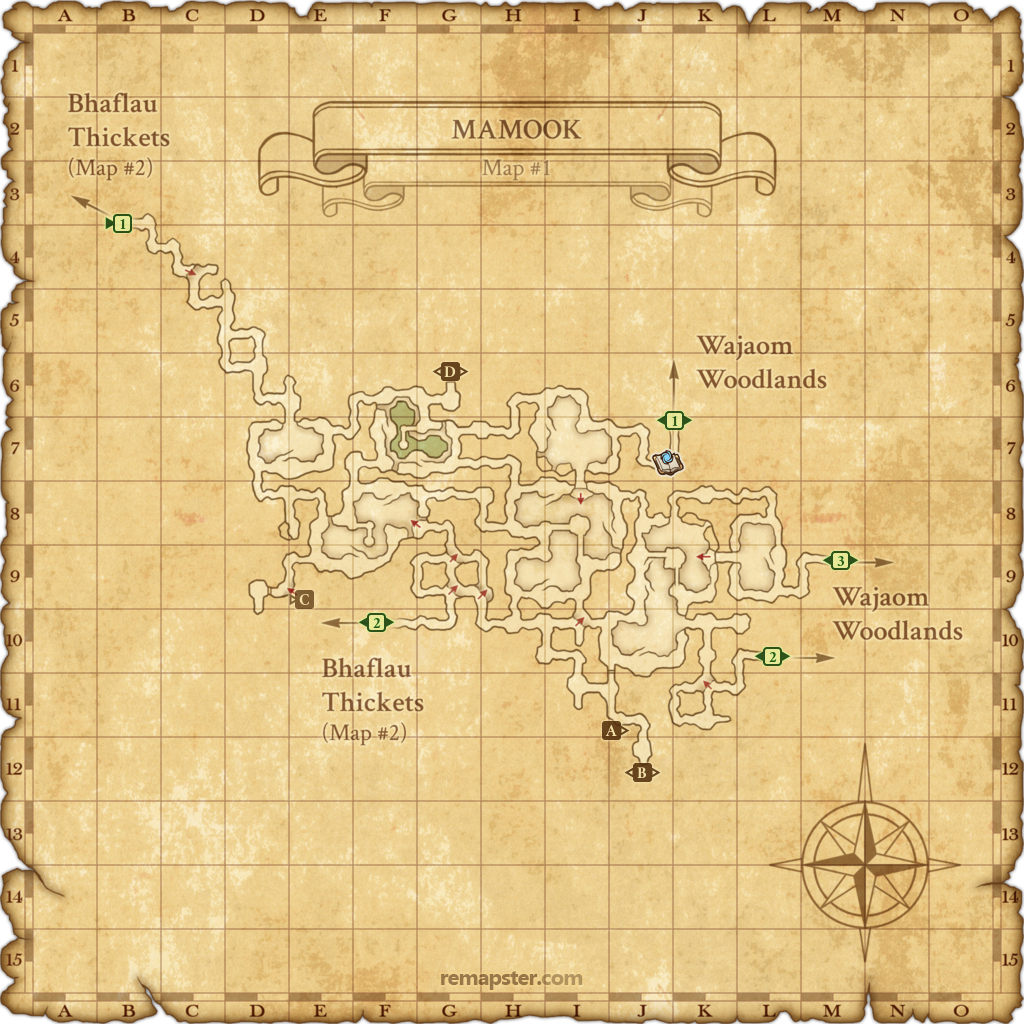 A B C D E F G H I J K L M N O
1 1
Bhaflau
Thickets
(Map #2)
2 MAMOOK 2
Map #1
3 3
1
4 4
5 5
Wajaom
Woodlands
D
6 6
1
7 7
8 8
3
9 9
C
Wajaom
Woodlands
2
10 10
2
Bhaflau
Thickets
(Map #2)
11 11
A
12 12
B
13 13
14 14
15 15
remapster.com
A B C D E F G H I J K L M N O